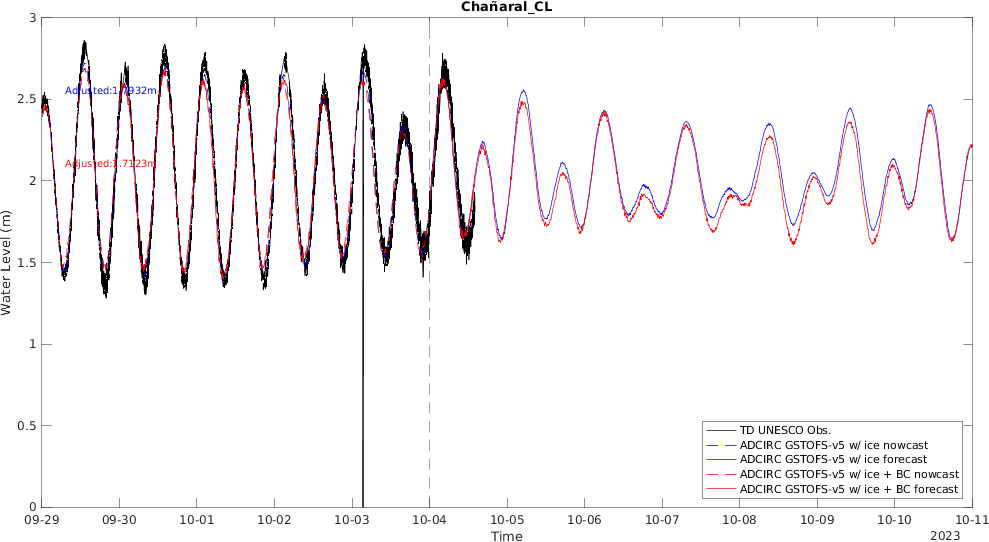 Chañaral_CL
3
2.5
2
1.5
1
0.5
0
Water Level (m)
Adjusted:1.7932m
Adjusted:1.7123m
TD UNESCO Obs.
ADCIRC GSTOFS-v5 w/ ice nowcast
ADCIRC GSTOFS-v5 w/ ice forecast
ADCIRC GSTOFS-v5 w/ ice + BC nowcast
ADCIRC GSTOFS-v5 w/ ice + BC forecast
09-29 09-30 10-01 10-02 10-03 10-04 10-05 10-06 10-07 10-08 10-09 10-10 10-11
Time
2023